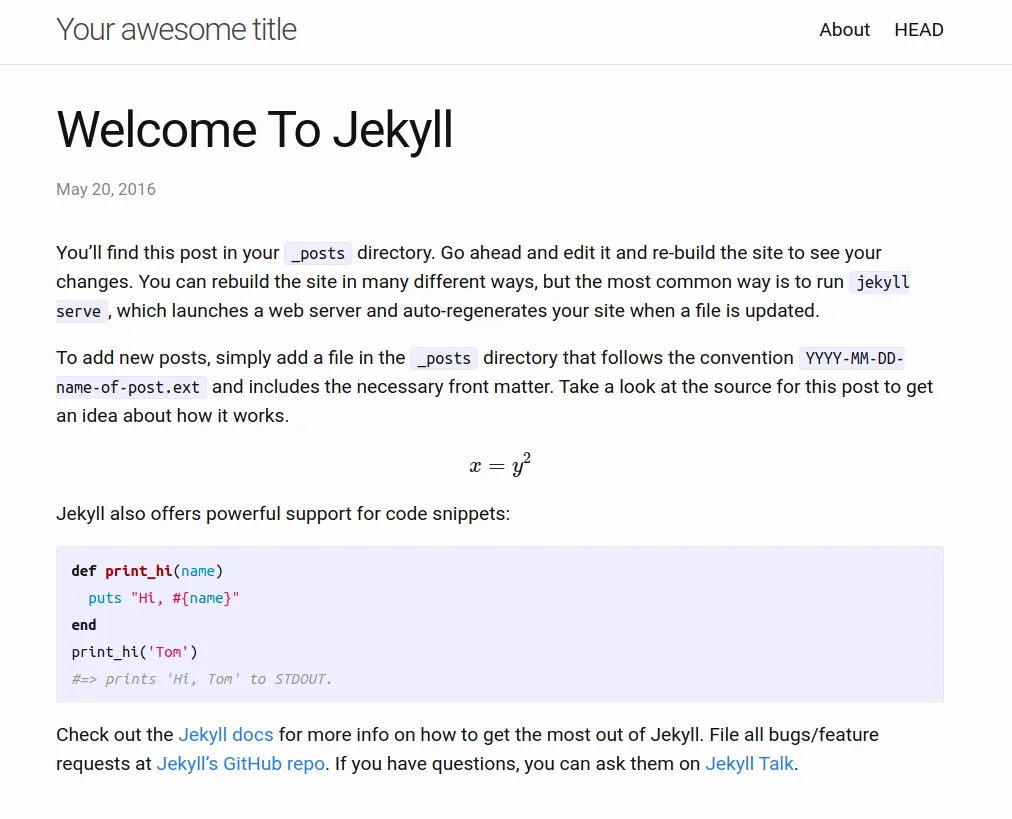 Your awesome title
About HEAD
Welcome To Jekyll
May 20, 2016
You’ll find this post in your _posts directory. Go ahead and edit it and re-build the site to see your
changes. You can rebuild the site in many different ways, but the most common way is to run jekyll
serve , which launches a web server and auto-regenerates your site when a file is updated.
To add new posts, simply add a file in the _posts directory that follows the convention YYYY-MM-DD-
name-of-post.ext and includes the necessary front matter. Take a look at the source for this post to get
an idea about how it works.
x = y²
Jekyll also offers powerful support for code snippets:
def print_hi(name)
  puts "Hi, #{name}"
end
print_hi('Tom')
#=> prints 'Hi, Tom' to STDOUT.
Check out the Jekyll docs for more info on how to get the most out of Jekyll. File all bugs/feature
requests at Jekyll’s GitHub repo. If you have questions, you can ask them on Jekyll Talk.